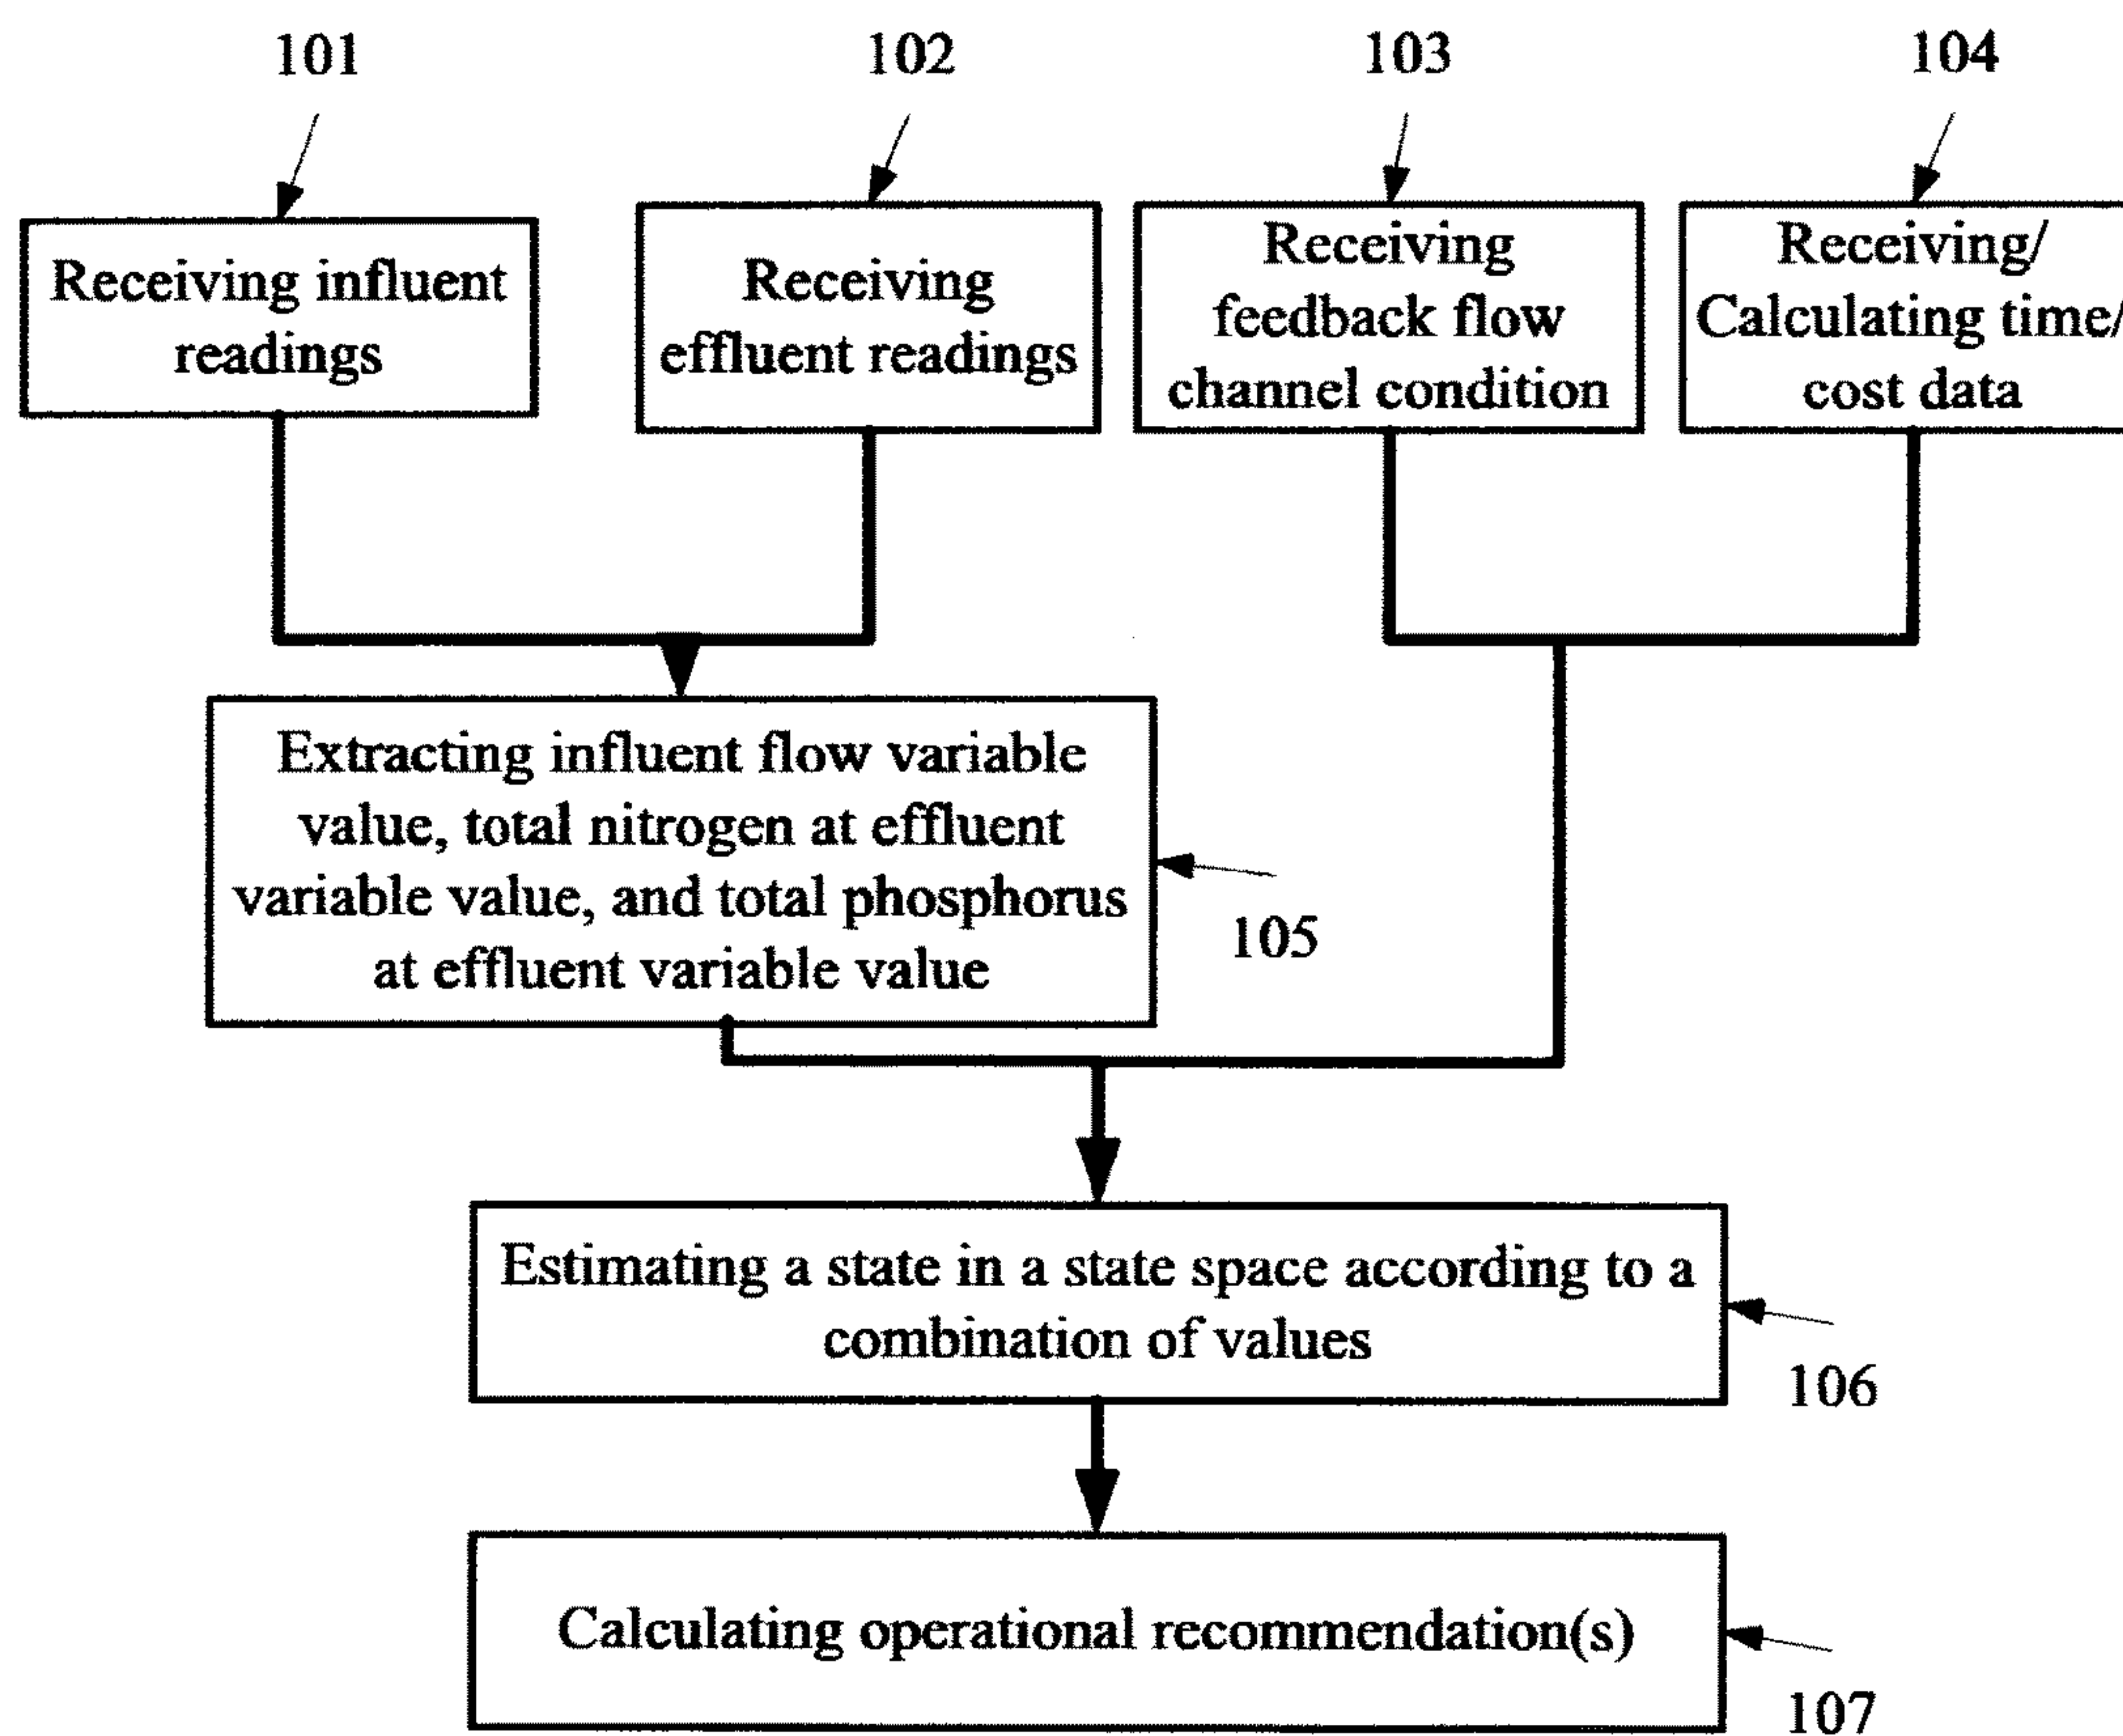 101
102
103
104
Receiving influent
readings
Receiving
effluent readings
Receiving
feedback flow
channel condition
Receiving/
Calculating time/
cost data
Extracting influent flow variable
value, total nitrogen at effluent
variable value, and total phosphorus
at effluent variable value
105
Estimating a state in a state space according to a
combination of values
106
Calculating operational recommendation(s)
107